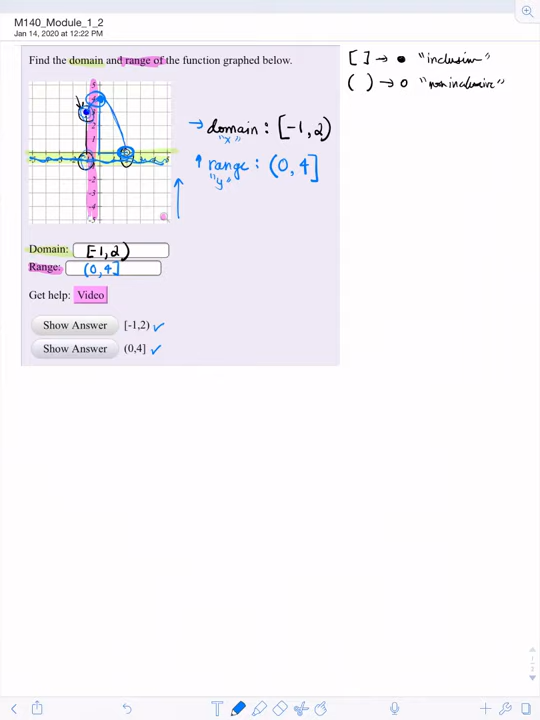 M140_Module_1_2
Jan 14, 2020 at 12:22 PM
Find the domain and range of the function graphed below.
[ ] → ● "inclusive"
( ) → ○ "noninclusive"
→ domain : [-1, 2)
"x"
↑ range : (0, 4]
"y"
Domain: [-1, 2)
Range: (0, 4]
Get help: Video
Show Answer [-1,2) ✓
Show Answer (0,4] ✓